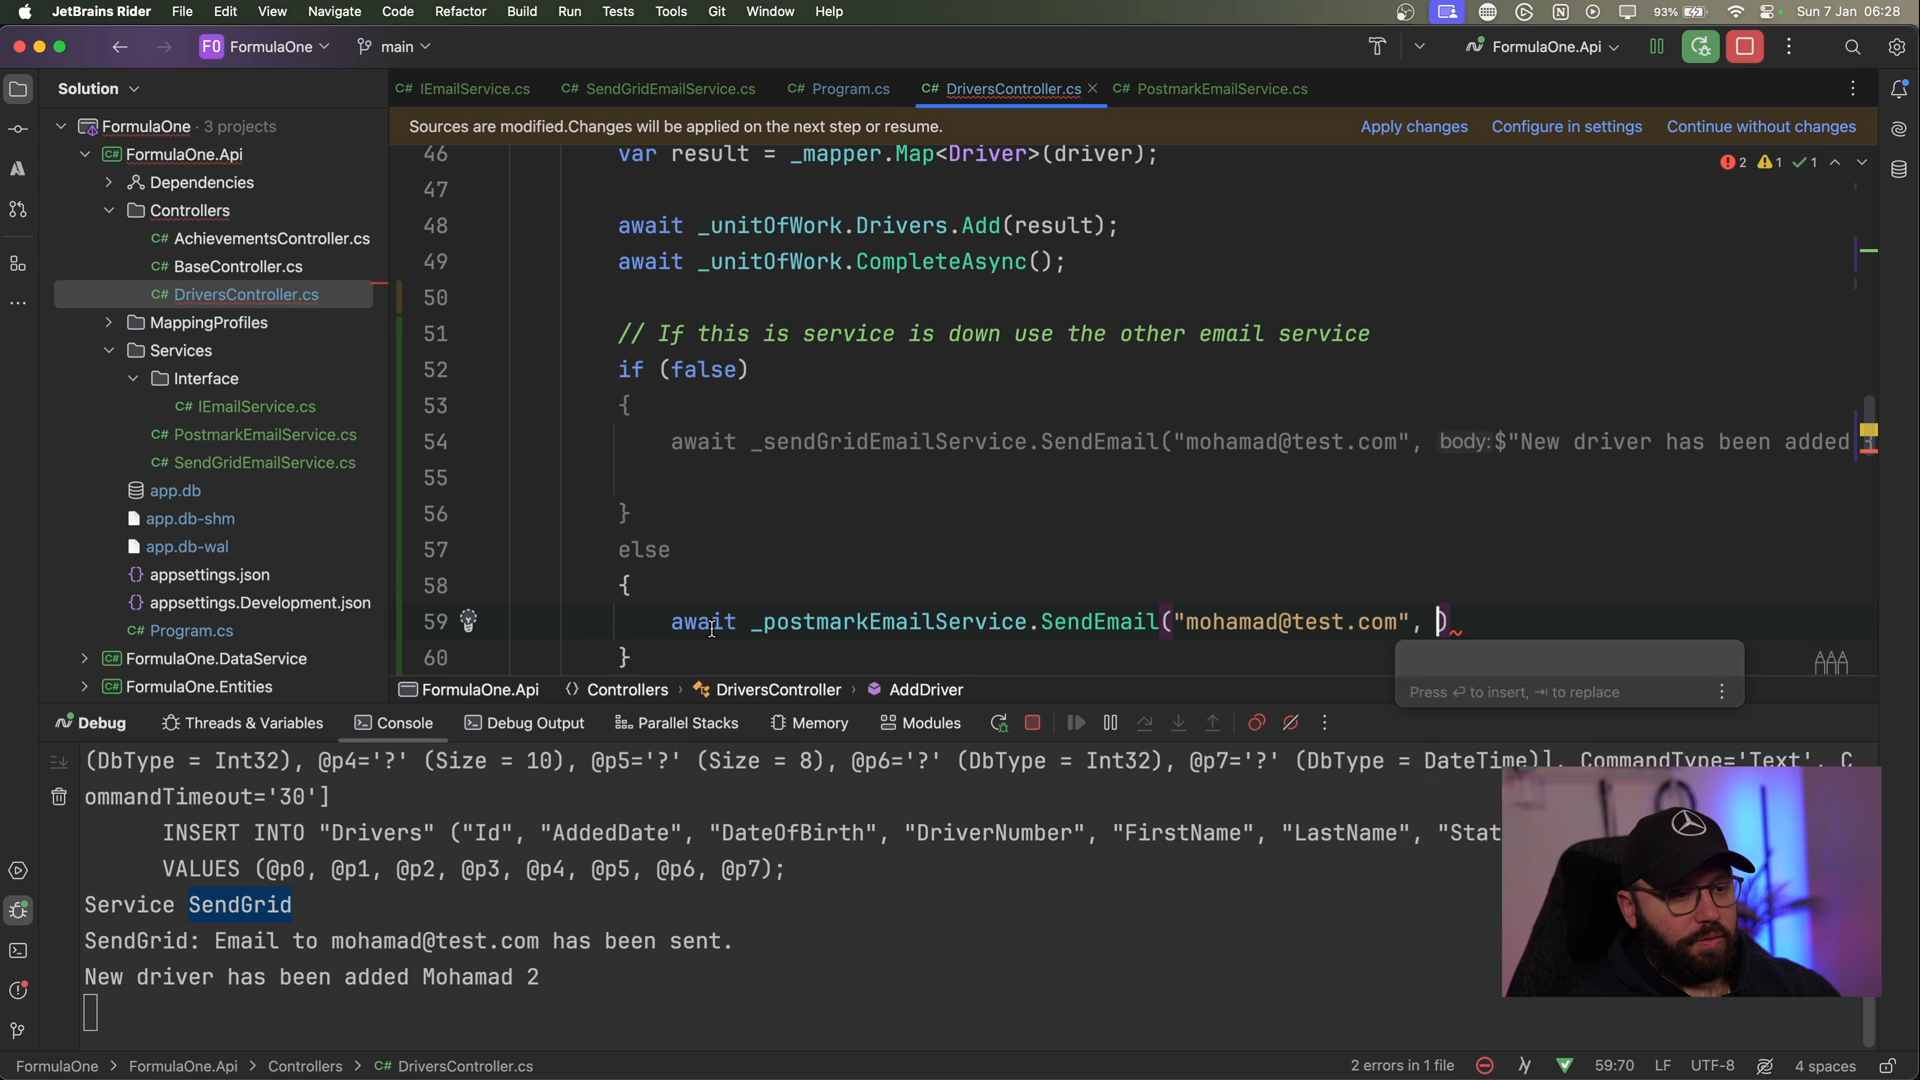 JetBrains Rider File Edit View Navigate Code Refactor Build Run Tests Tools Git Window Help
93% Sun 7 Jan 06:28
F0 FormulaOne main FormulaOne.Api
Solution
C# IEmailService.cs C# SendGridEmailService.cs C# Program.cs C# DriversController.cs C# PostmarkEmailService.cs
FormulaOne · 3 projects
C# FormulaOne.Api
Dependencies
Controllers
C# AchievementsController.cs
C# BaseController.cs
C# DriversController.cs
MappingProfiles
Services
Interface
C# IEmailService.cs
C# PostmarkEmailService.cs
C# SendGridEmailService.cs
app.db
app.db-shm
app.db-wal
{} appsettings.json
{} appsettings.Development.json
C# Program.cs
C# FormulaOne.DataService
C# FormulaOne.Entities
Sources are modified.Changes will be applied on the next step or resume. Apply changes Configure in settings Continue without changes
2 1 1
46 var result = _mapper.Map<Driver>(driver);
47
48 await _unitOfWork.Drivers.Add(result);
49 await _unitOfWork.CompleteAsync();
50
51 // If this is service is down use the other email service
52 if (false)
53 {
54 await _sendGridEmailService.SendEmail("mohamad@test.com", body:$"New driver has been added
55
56 }
57 else
58 {
59 await _postmarkEmailService.SendEmail("mohamad@test.com", )
60 }
Press ↵ to insert, ⇥ to replace
FormulaOne.Api Controllers DriversController AddDriver
Debug Threads & Variables Console Debug Output Parallel Stacks Memory Modules
(DbType = Int32), @p4='?' (Size = 10), @p5='?' (Size = 8), @p6='?' (DbType = Int32), @p7='?' (DbType = DateTime)], CommandType='Text', C
ommandTimeout='30']
INSERT INTO "Drivers" ("Id", "AddedDate", "DateOfBirth", "DriverNumber", "FirstName", "LastName", "Stat
VALUES (@p0, @p1, @p2, @p3, @p4, @p5, @p6, @p7);
Service SendGrid
SendGrid: Email to mohamad@test.com has been sent.
New driver has been added Mohamad 2
FormulaOne FormulaOne.Api Controllers C# DriversController.cs
2 errors in 1 file 59:70 LF UTF-8 4 spaces